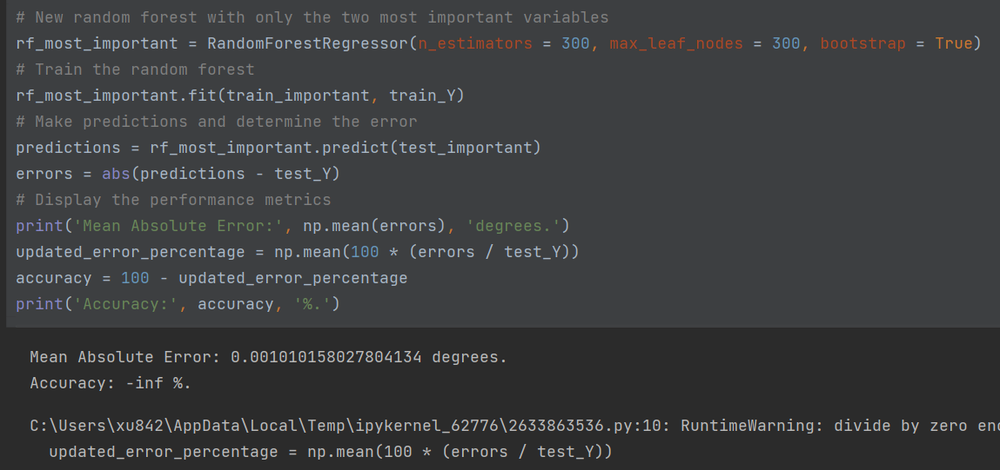 # New random forest with only the two most important variables
rf_most_important = RandomForestRegressor(n_estimators = 300, max_leaf_nodes = 300, bootstrap = True)
# Train the random forest
rf_most_important.fit(train_important, train_Y)
# Make predictions and determine the error
predictions = rf_most_important.predict(test_important)
errors = abs(predictions - test_Y)
# Display the performance metrics
print('Mean Absolute Error:', np.mean(errors), 'degrees.')
updated_error_percentage = np.mean(100 * (errors / test_Y))
accuracy = 100 - updated_error_percentage
print('Accuracy:', accuracy, '%.')
Mean Absolute Error: 0.001010158027804134 degrees.
Accuracy: -inf %.
C:\Users\xu842\AppData\Local\Temp\ipykernel_62776\2633863536.py:10: RuntimeWarning: divide by zero
updated_error_percentage = np.mean(100 * (errors / test_Y))